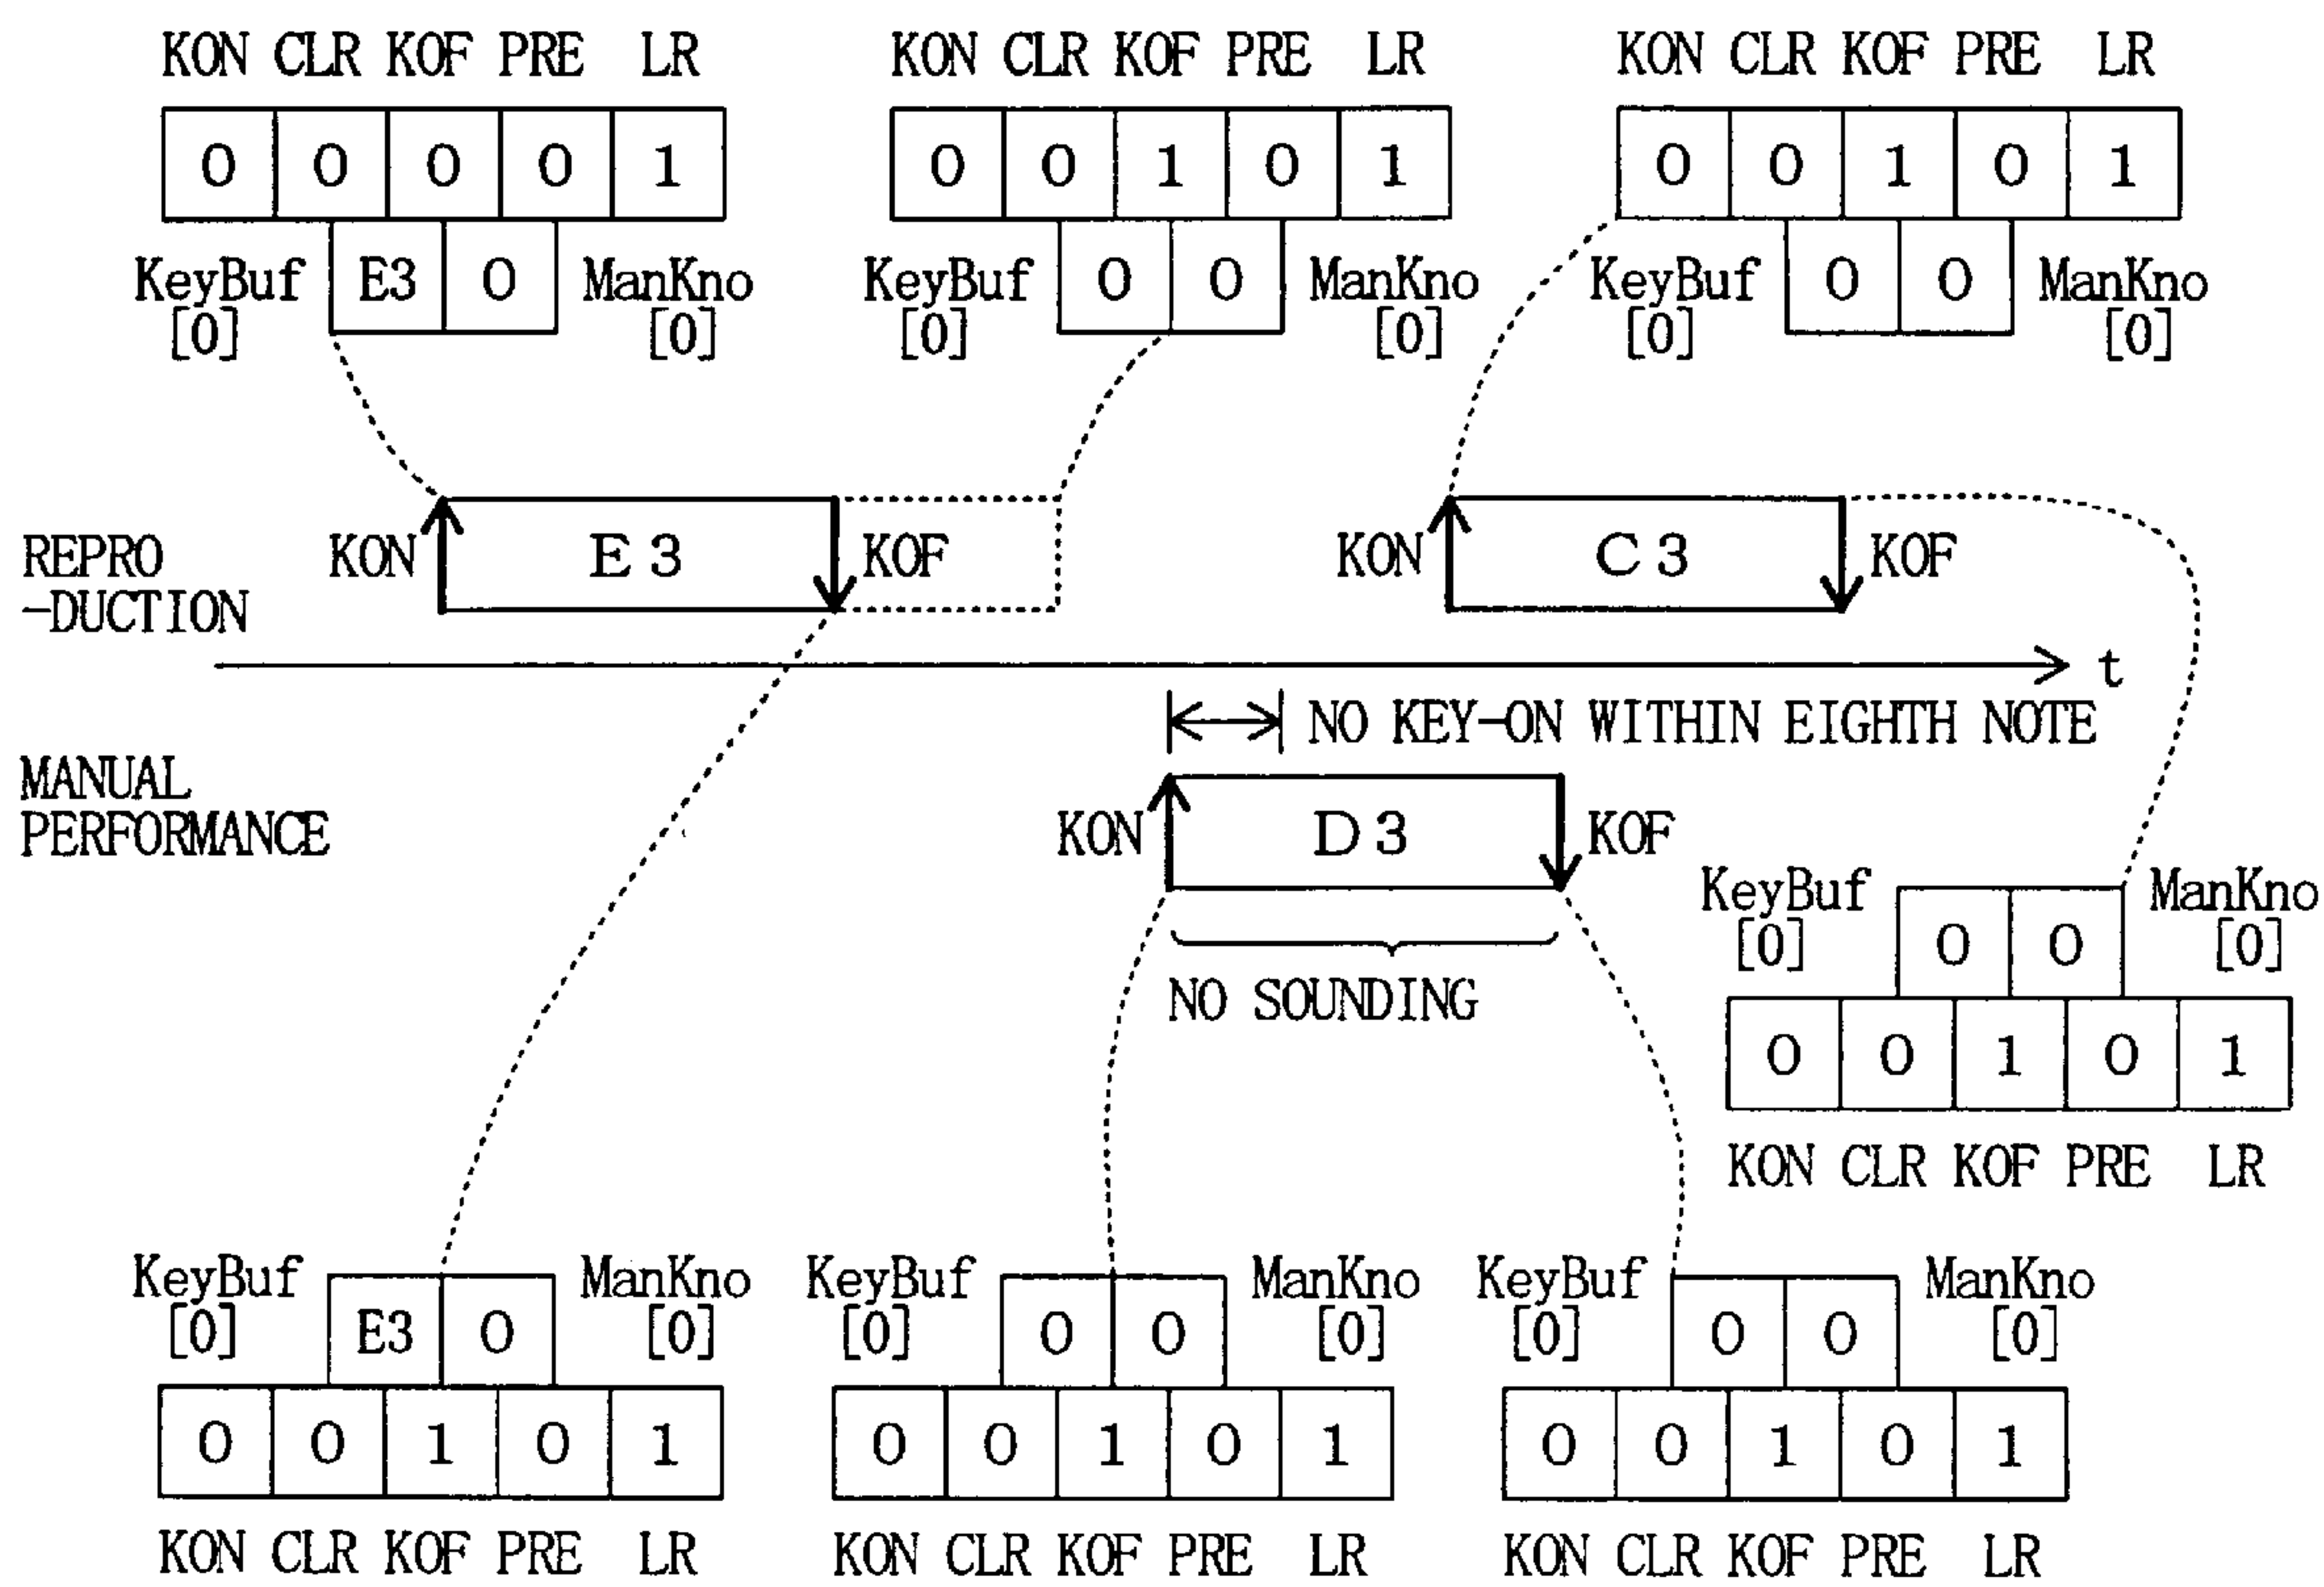 KON CLR KOF PRE LR KON CLR KOF PRE LR KON CLR KOF PRE LR
0 0 0 0 1 0 0 1 0 1 0 0 1 0 1
KeyBuf E3 0 ManKno KeyBuf 0 0 ManKno KeyBuf 0 0 ManKno
[0] [0] [0] [0] [0] [0]
REPRO KON E3 KOF KON C3 KOF
-DUCTION
t
NO KEY-ON WITHIN EIGHTH NOTE
MANUAL
PERFORMANCE KON D3 KOF
KeyBuf 0 0 ManKno
[0] [0]
NO SOUNDING
0 0 1 0 1
KON CLR KOF PRE LR
KeyBuf E3 0 ManKno KeyBuf 0 0 ManKno KeyBuf 0 0 ManKno
[0] [0] [0] [0] [0] [0]
0 0 1 0 1 0 0 1 0 1 0 0 1 0 1
KON CLR KOF PRE LR KON CLR KOF PRE LR KON CLR KOF PRE LR